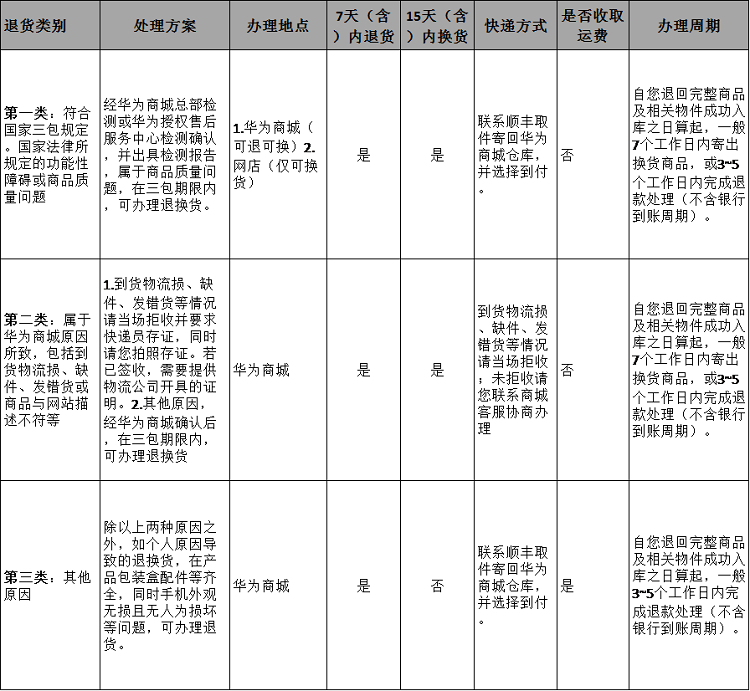 退货类别
处理方案
办理地点
7天（含
）内退货
15天（含
）内换货
快递方式
是否收取
运费
办理周期
第一类：符合
国家三包规定
。国家法律所
规定的功能性
障碍或商品质
量问题
经华为商城总部检
测或华为授权售后
服务中心检测确认
，并出具检测报告
，属于商品质量问
题，在三包期限内
，可办理退换货。
1.华为商城（
可退可换）2.
网店（仅可换
货）
是
是
联系顺丰取
件寄回华为
商城仓库，
并选择到付
。
否
自您退回完整商品
及相关物件成功入
库之日算起，一般
7个工作日内寄出
换货商品，或3~5
个工作日内完成退
款处理（不含银行
到账周期）。
第二类：属于
华为商城原因
所致，包括到
货物流损、缺
件、发错货或
商品与网站描
述不符等
1.到货物流损、缺
件、发错货等情况
请当场拒收并要求
快递员存证，同时
请您拍照存证。若
已签收，需要提供
物流公司开具的证
明。2.其他原因，
经华为商城确认后
，在三包期限内，
可办理退换货
华为商城
是
是
到货物流损
、缺件、发
错货等情况
请当场拒收
；未拒收请
您联系商城
客服协商办
理
否
自您退回完整商品
及相关物件成功入
库之日算起，一般
7个工作日内寄出
换货商品，或3~5
个工作日内完成退
款处理（不含银行
到账周期）。
第三类：其他
原因
除以上两种原因之
外，如个人原因导
致的退换货，在产
品包装盒配件等齐
全，同时手机外观
无损且无人为损坏
等问题，可办理退
货。
华为商城
是
否
联系顺丰取
件寄回华为
商城仓库，
并选择到付
。
是
自您退回完整商品
及相关物件成功入
库之日算起，一般
3~5个工作日内完
成退款处理（不含
银行到账周期）。